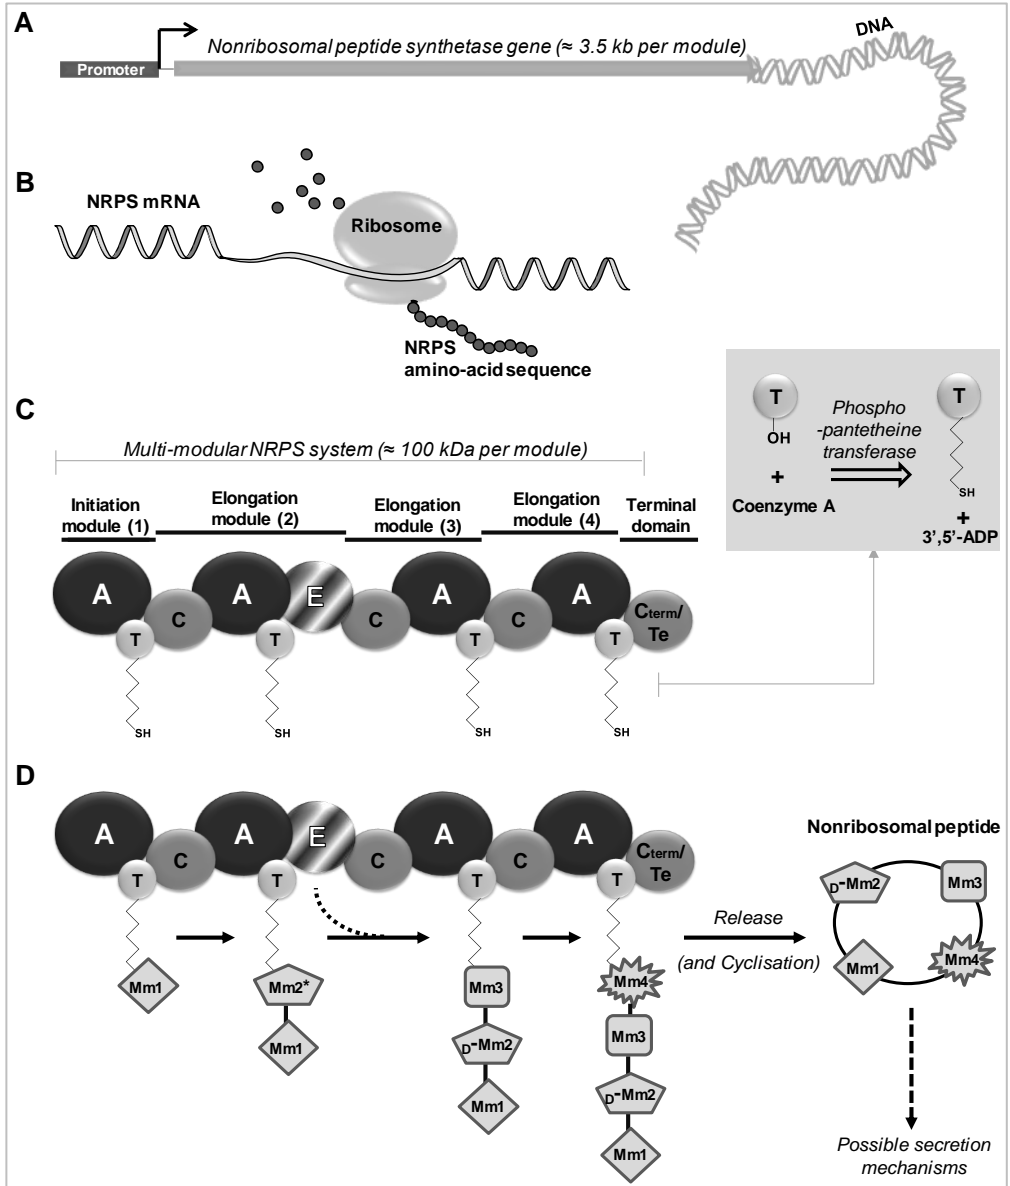 A
Nonribosomal peptide synthetase gene (≈ 3.5 kb per module)
Promoter
DNA
B
NRPS mRNA
Ribosome
NRPS
amino-acid sequence
T
OH
+
Coenzyme A
Phospho
-pantetheine
transferase
T
SH
+
3’,5’-ADP
C
Multi-modular NRPS system (≈ 100 kDa per module)
Initiation
module (1)
Elongation
module (2)
Elongation
module (3)
Elongation
module (4)
Terminal
domain
A
T
C
A
T
E
C
A
T
C
A
T
Cterm/
Te
SH
SH
SH
SH
D
A
T
C
A
T
E
C
A
T
C
A
T
Cterm/
Te
Mm1
Mm2*
Mm1
Mm3
D-Mm2
Mm1
Mm4
Mm3
D-Mm2
Mm1
Release
(and Cyclisation)
Nonribosomal peptide
D-Mm2
Mm3
Mm1
Mm4
Possible secretion
mechanisms